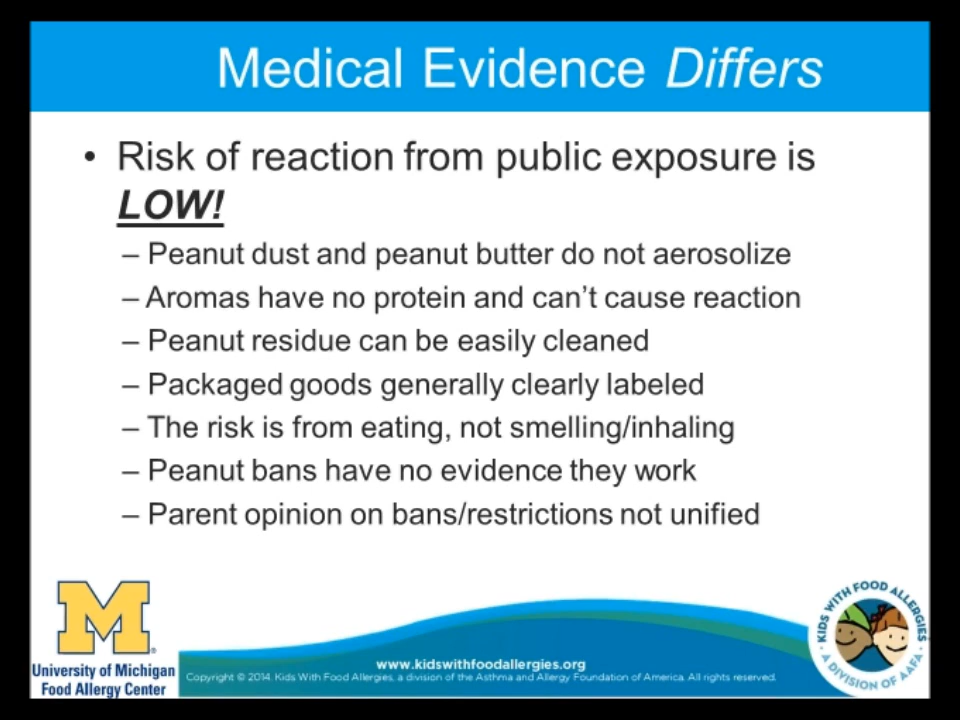 Medical Evidence Differs
• Risk of reaction from public exposure is
LOW!
– Peanut dust and peanut butter do not aerosolize
– Aromas have no protein and can't cause reaction
– Peanut residue can be easily cleaned
– Packaged goods generally clearly labeled
– The risk is from eating, not smelling/inhaling
– Peanut bans have no evidence they work
– Parent opinion on bans/restrictions not unified
M
University of Michigan
Food Allergy Center
www.kidswithfoodallergies.org
Copyright © 2014. Kids With Food Allergies, a division of the Asthma and Allergy Foundation of America. All rights reserved.
· KIDS WITH FOOD ALLERGIES ·
A DIVISION OF AAFA